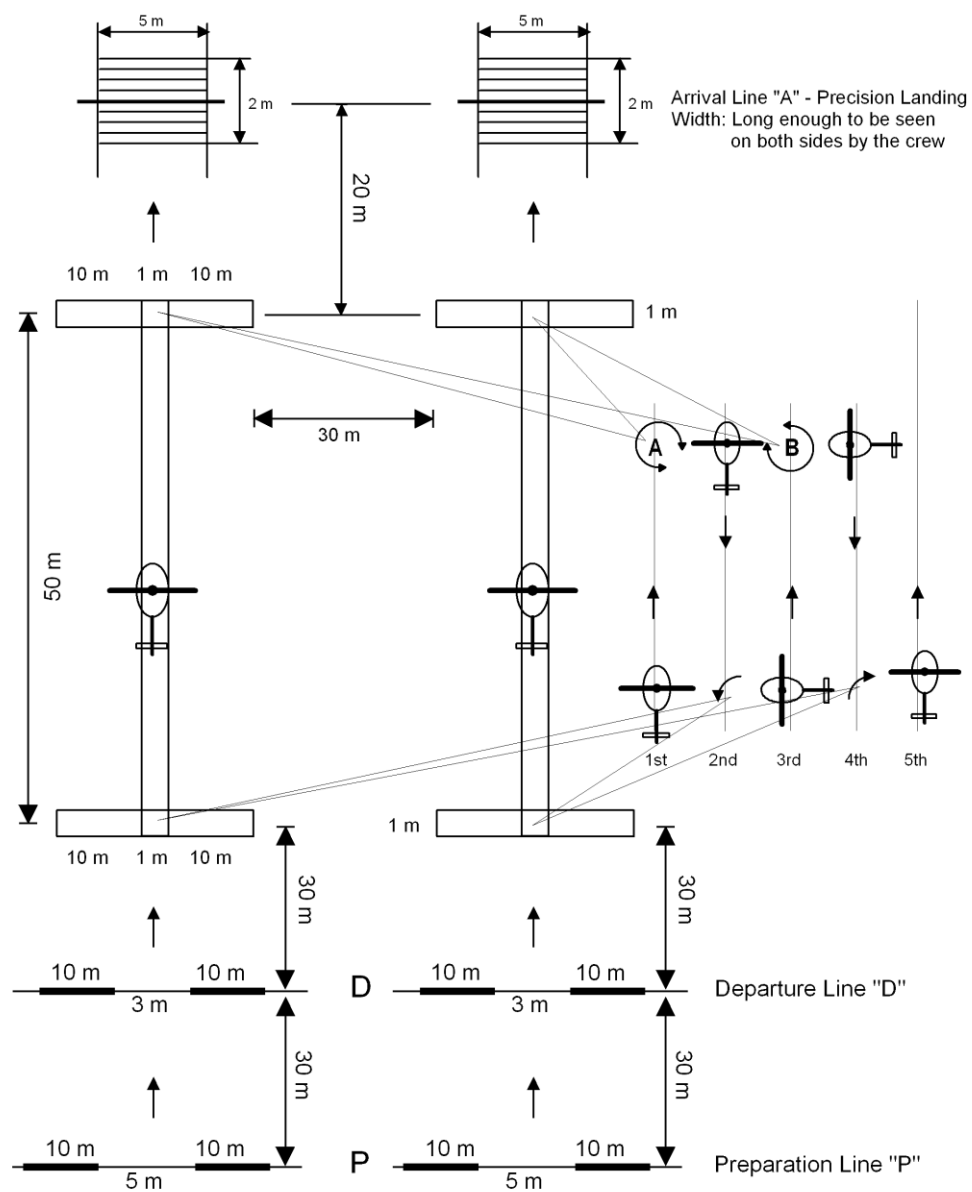 5 m
5 m
2 m
2 m
Arrival Line "A" - Precision Landing
Width: Long enough to be seen
on both sides by the crew
20 m
10 m 1 m 10 m
1 m
30 m
A
B
50 m
1st 2nd 3rd 4th 5th
1 m
10 m 1 m 10 m
30 m
30 m
10 m 10 m
D
10 m 10 m
3 m
3 m
Departure Line "D"
30 m
30 m
10 m 10 m
P
10 m 10 m
5 m
5 m
Preparation Line "P"